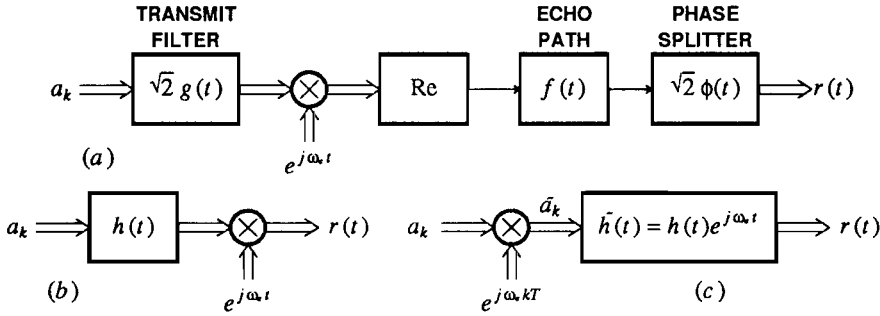 TRANSMIT FILTER
ECHO PATH
PHASE SPLITTER
a_k
√2 g(t)
×
e^{jω_c t}
Re
f(t)
√2 ϕ(t)
r(t)
(a)
a_k
h(t)
×
e^{jω_c t}
r(t)
(b)
a_k
×
e^{jω_c kT}
ã_k
h̃(t) = h(t)e^{jω_c t}
r(t)
(c)